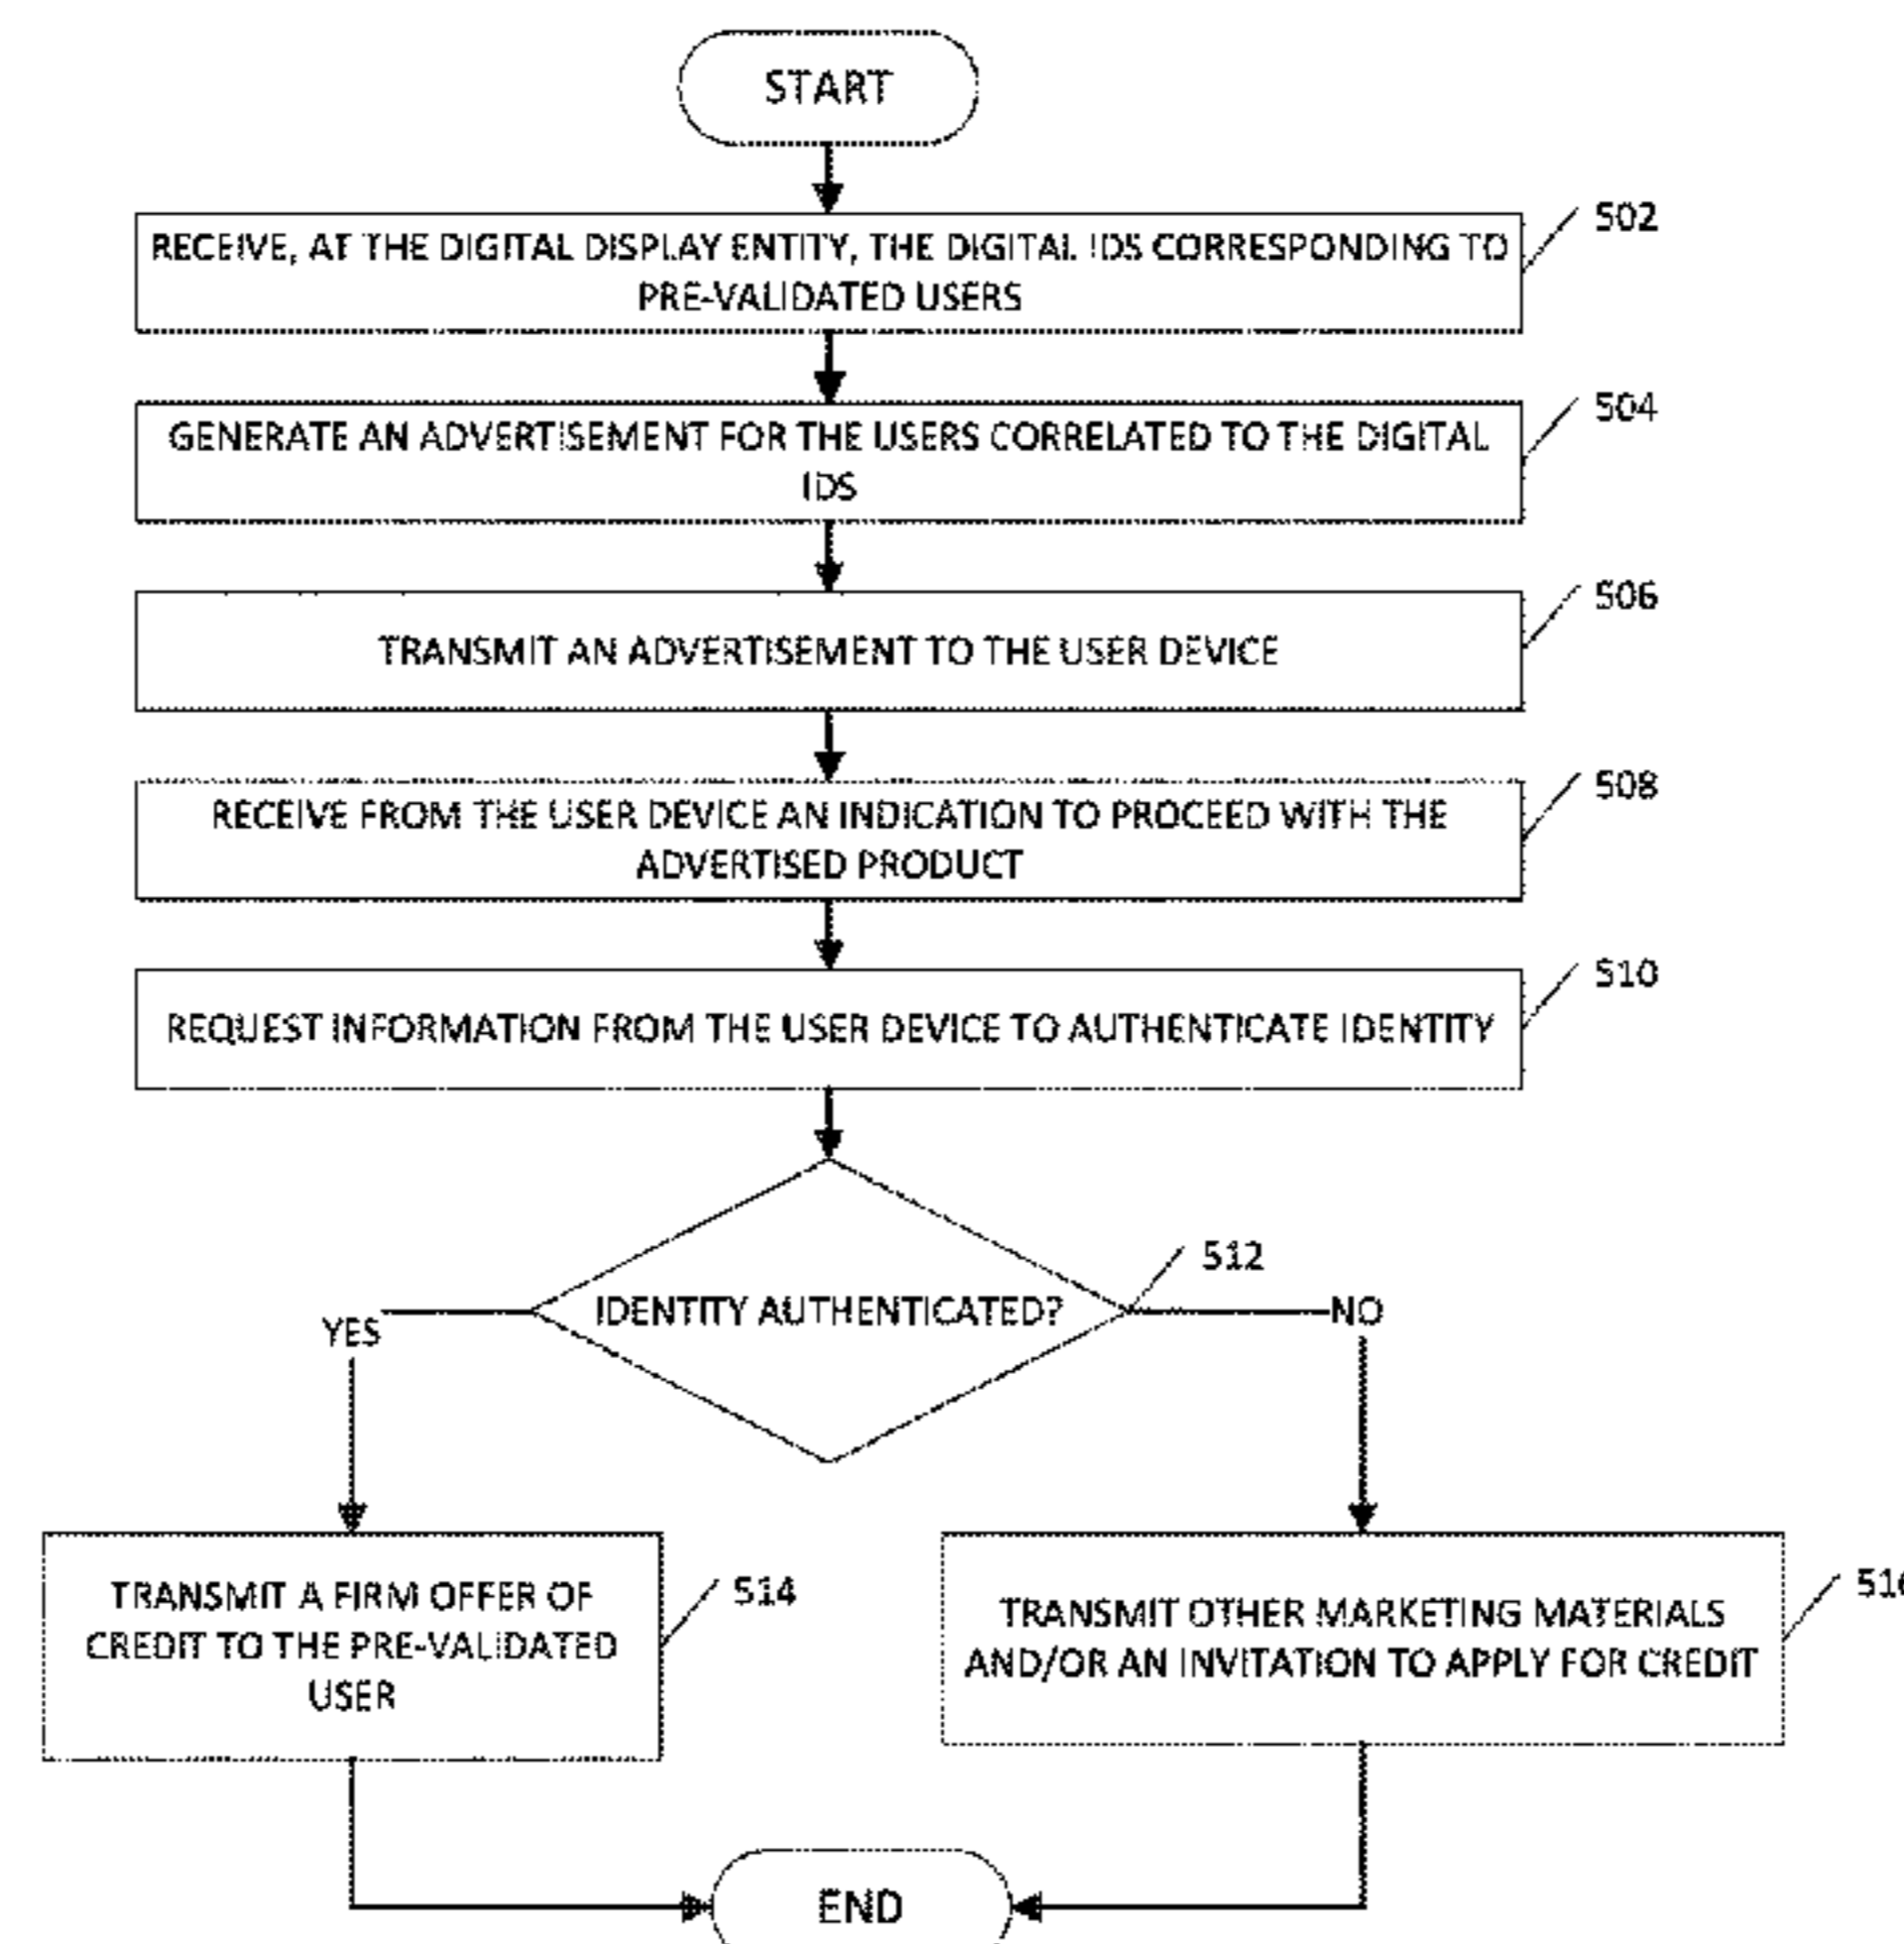 START
502
RECEIVE, AT THE DIGITAL DISPLAY ENTITY, THE DIGITAL IDS CORRESPONDING TO
PRE-VALIDATED USERS
504
GENERATE AN ADVERTISEMENT FOR THE USERS CORRELATED TO THE DIGITAL
IDS
506
TRANSMIT AN ADVERTISEMENT TO THE USER DEVICE
508
RECEIVE FROM THE USER DEVICE AN INDICATION TO PROCEED WITH THE
ADVERTISED PRODUCT
510
REQUEST INFORMATION FROM THE USER DEVICE TO AUTHENTICATE IDENTITY
512
IDENTITY AUTHENTICATED?
YES
NO
TRANSMIT A FIRM OFFER OF
CREDIT TO THE PRE-VALIDATED
USER
514
TRANSMIT OTHER MARKETING MATERIALS
AND/OR AN INVITATION TO APPLY FOR CREDIT
END